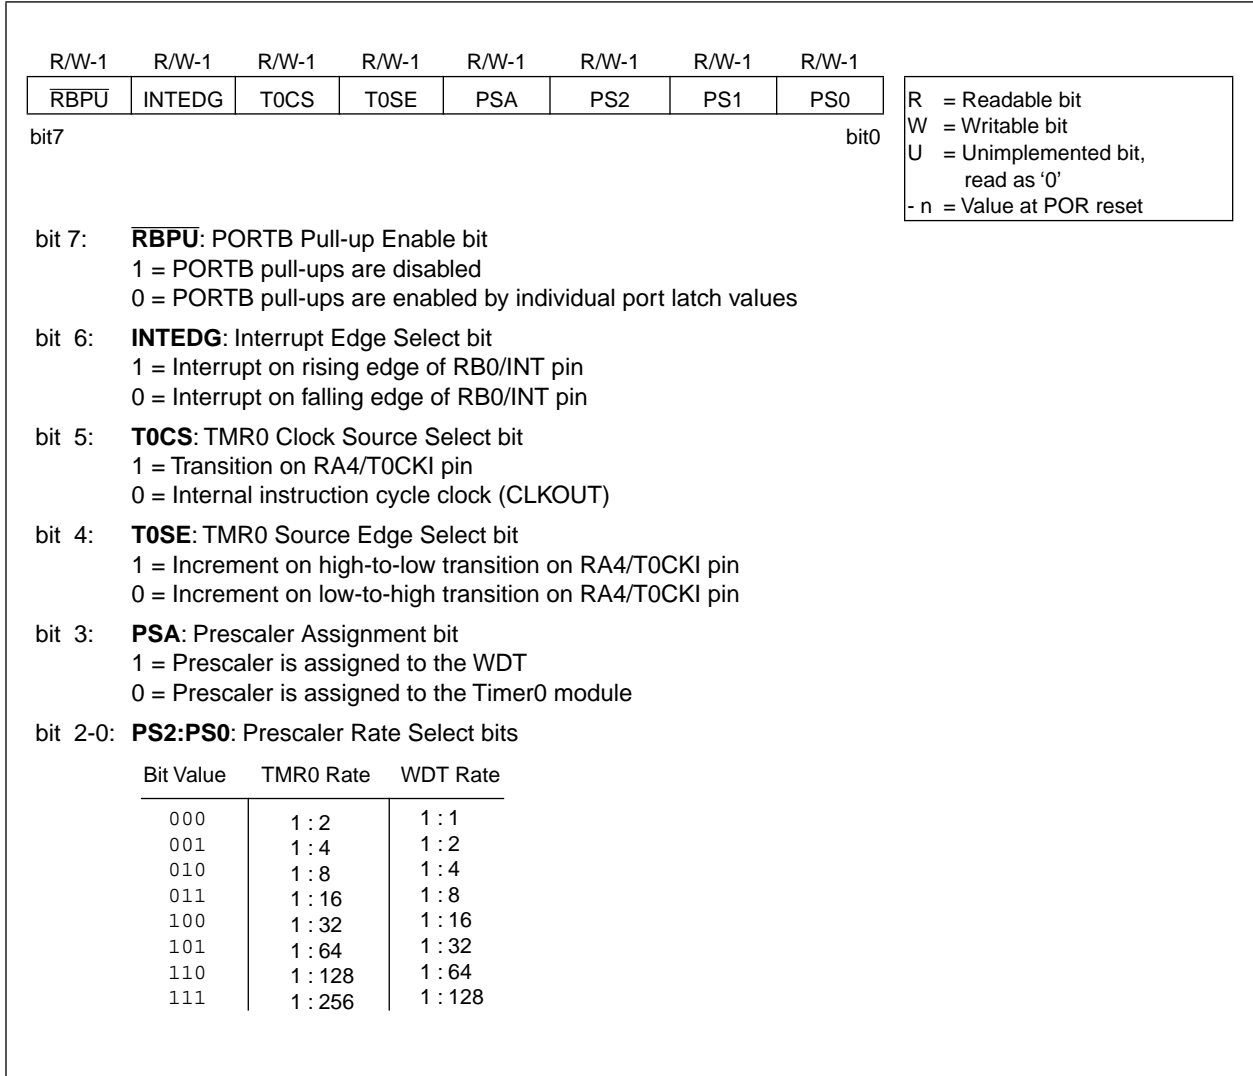 R/W-1 R/W-1 R/W-1 R/W-1 R/W-1 R/W-1 R/W-1 R/W-1
RBPU INTEDG T0CS T0SE PSA PS2 PS1 PS0
bit7 bit0
R = Readable bit
W = Writable bit
U = Unimplemented bit,
read as ‘0’
- n = Value at POR reset
bit 7: RBPU: PORTB Pull-up Enable bit
1 = PORTB pull-ups are disabled
0 = PORTB pull-ups are enabled by individual port latch values
bit 6: INTEDG: Interrupt Edge Select bit
1 = Interrupt on rising edge of RB0/INT pin
0 = Interrupt on falling edge of RB0/INT pin
bit 5: T0CS: TMR0 Clock Source Select bit
1 = Transition on RA4/T0CKI pin
0 = Internal instruction cycle clock (CLKOUT)
bit 4: T0SE: TMR0 Source Edge Select bit
1 = Increment on high-to-low transition on RA4/T0CKI pin
0 = Increment on low-to-high transition on RA4/T0CKI pin
bit 3: PSA: Prescaler Assignment bit
1 = Prescaler is assigned to the WDT
0 = Prescaler is assigned to the Timer0 module
bit 2-0: PS2:PS0: Prescaler Rate Select bits
Bit Value TMR0 Rate WDT Rate
000 1 : 2 1 : 1
001 1 : 4 1 : 2
010 1 : 8 1 : 4
011 1 : 16 1 : 8
100 1 : 32 1 : 16
101 1 : 64 1 : 32
110 1 : 128 1 : 64
111 1 : 256 1 : 128